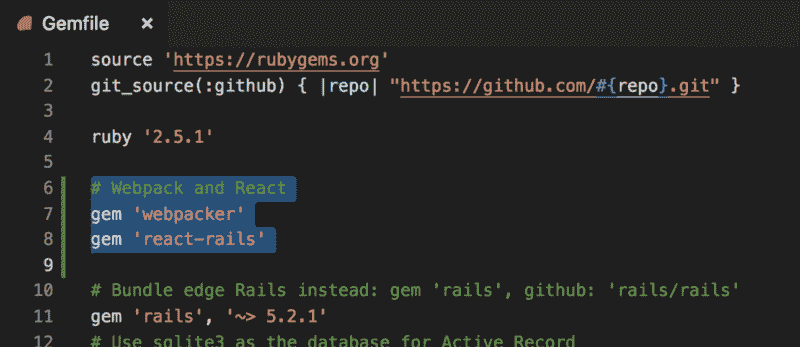 Gemfile ×
1 source 'https://rubygems.org'
2 git_source(:github) { |repo| "https://github.com/#{repo}.git" }
3
4 ruby '2.5.1'
5
6 # Webpack and React
7 gem 'webpacker'
8 gem 'react-rails'
9
10 # Bundle edge Rails instead: gem 'rails', github: 'rails/rails'
11 gem 'rails', '~> 5.2.1'
12 # Use sqlite3 as the database for Active Record